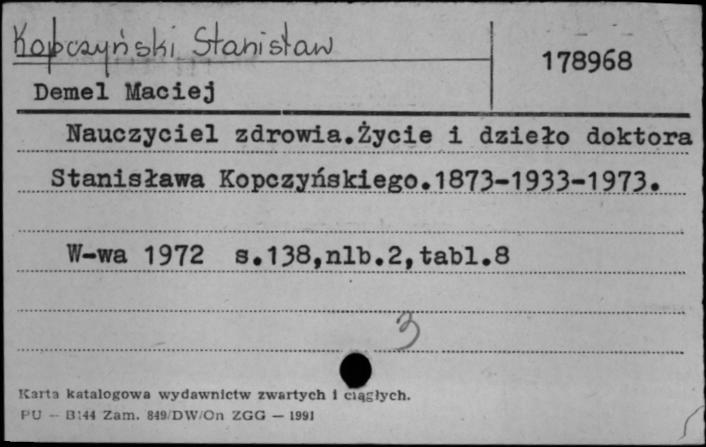 Kopczyński Stanisław
178968
Demel Maciej
Nauczyciel zdrowia.Życie i dzieło doktora
Stanisława Kopczyńskiego.1873-1933-1973.
W-wa 1972 s.138,nlb.2,tabl.8
3
Karta katalogowa wydawnictw zwartych i ciągłych.
PU — B144 Zam. 849/DW/On ZGG — 1991